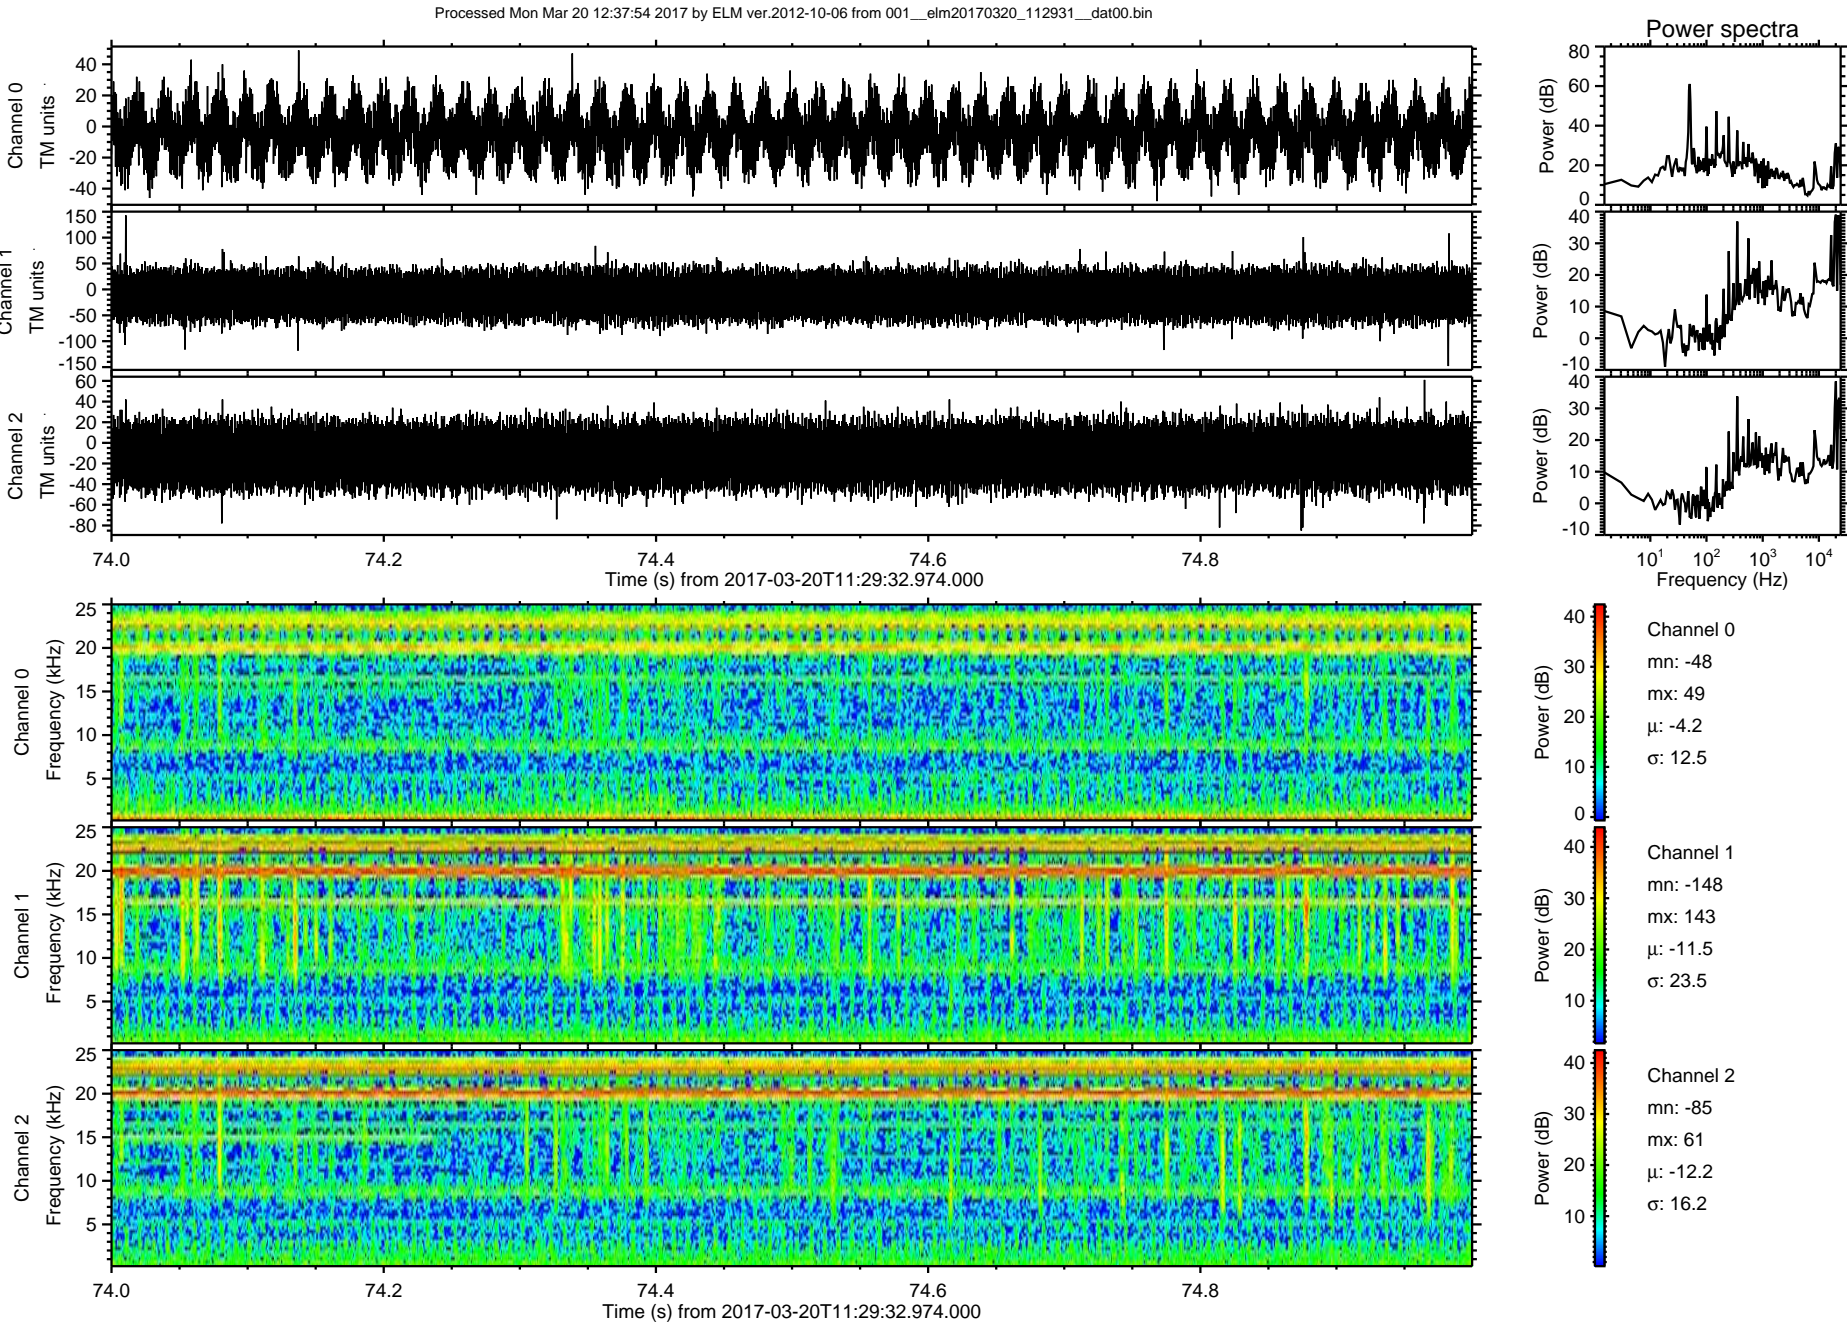 Processed Mon Mar 20 12:37:54 2017 by ELM ver.2012-10-06 from 001__elm20170320_112931__dat00.bin
Power spectra
Channel 0
TM units
40
20
0
-20
-40
Power (dB)
80
60
40
20
0
Channel 1
TM units
150
100
50
0
-50
-100
-150
Power (dB)
40
30
20
10
0
-10
Channel 2
TM units
60
40
20
0
-20
-40
-60
-80
Power (dB)
40
30
20
10
0
-10
74.0 74.2 74.4 74.6 74.8
Time (s) from 2017-03-20T11:29:32.974.000
10^1 10^2 10^3 10^4
Frequency (Hz)
Channel 0
Frequency (kHz)
25
20
15
10
5
Power (dB)
40
30
20
10
0
Channel 0
mn: -48
mx: 49
μ: -4.2
σ: 12.5
Channel 1
Frequency (kHz)
25
20
15
10
5
Power (dB)
40
30
20
10
Channel 1
mn: -148
mx: 143
μ: -11.5
σ: 23.5
Channel 2
Frequency (kHz)
25
20
15
10
5
Power (dB)
40
30
20
10
Channel 2
mn: -85
mx: 61
μ: -12.2
σ: 16.2
74.0 74.2 74.4 74.6 74.8
Time (s) from 2017-03-20T11:29:32.974.000